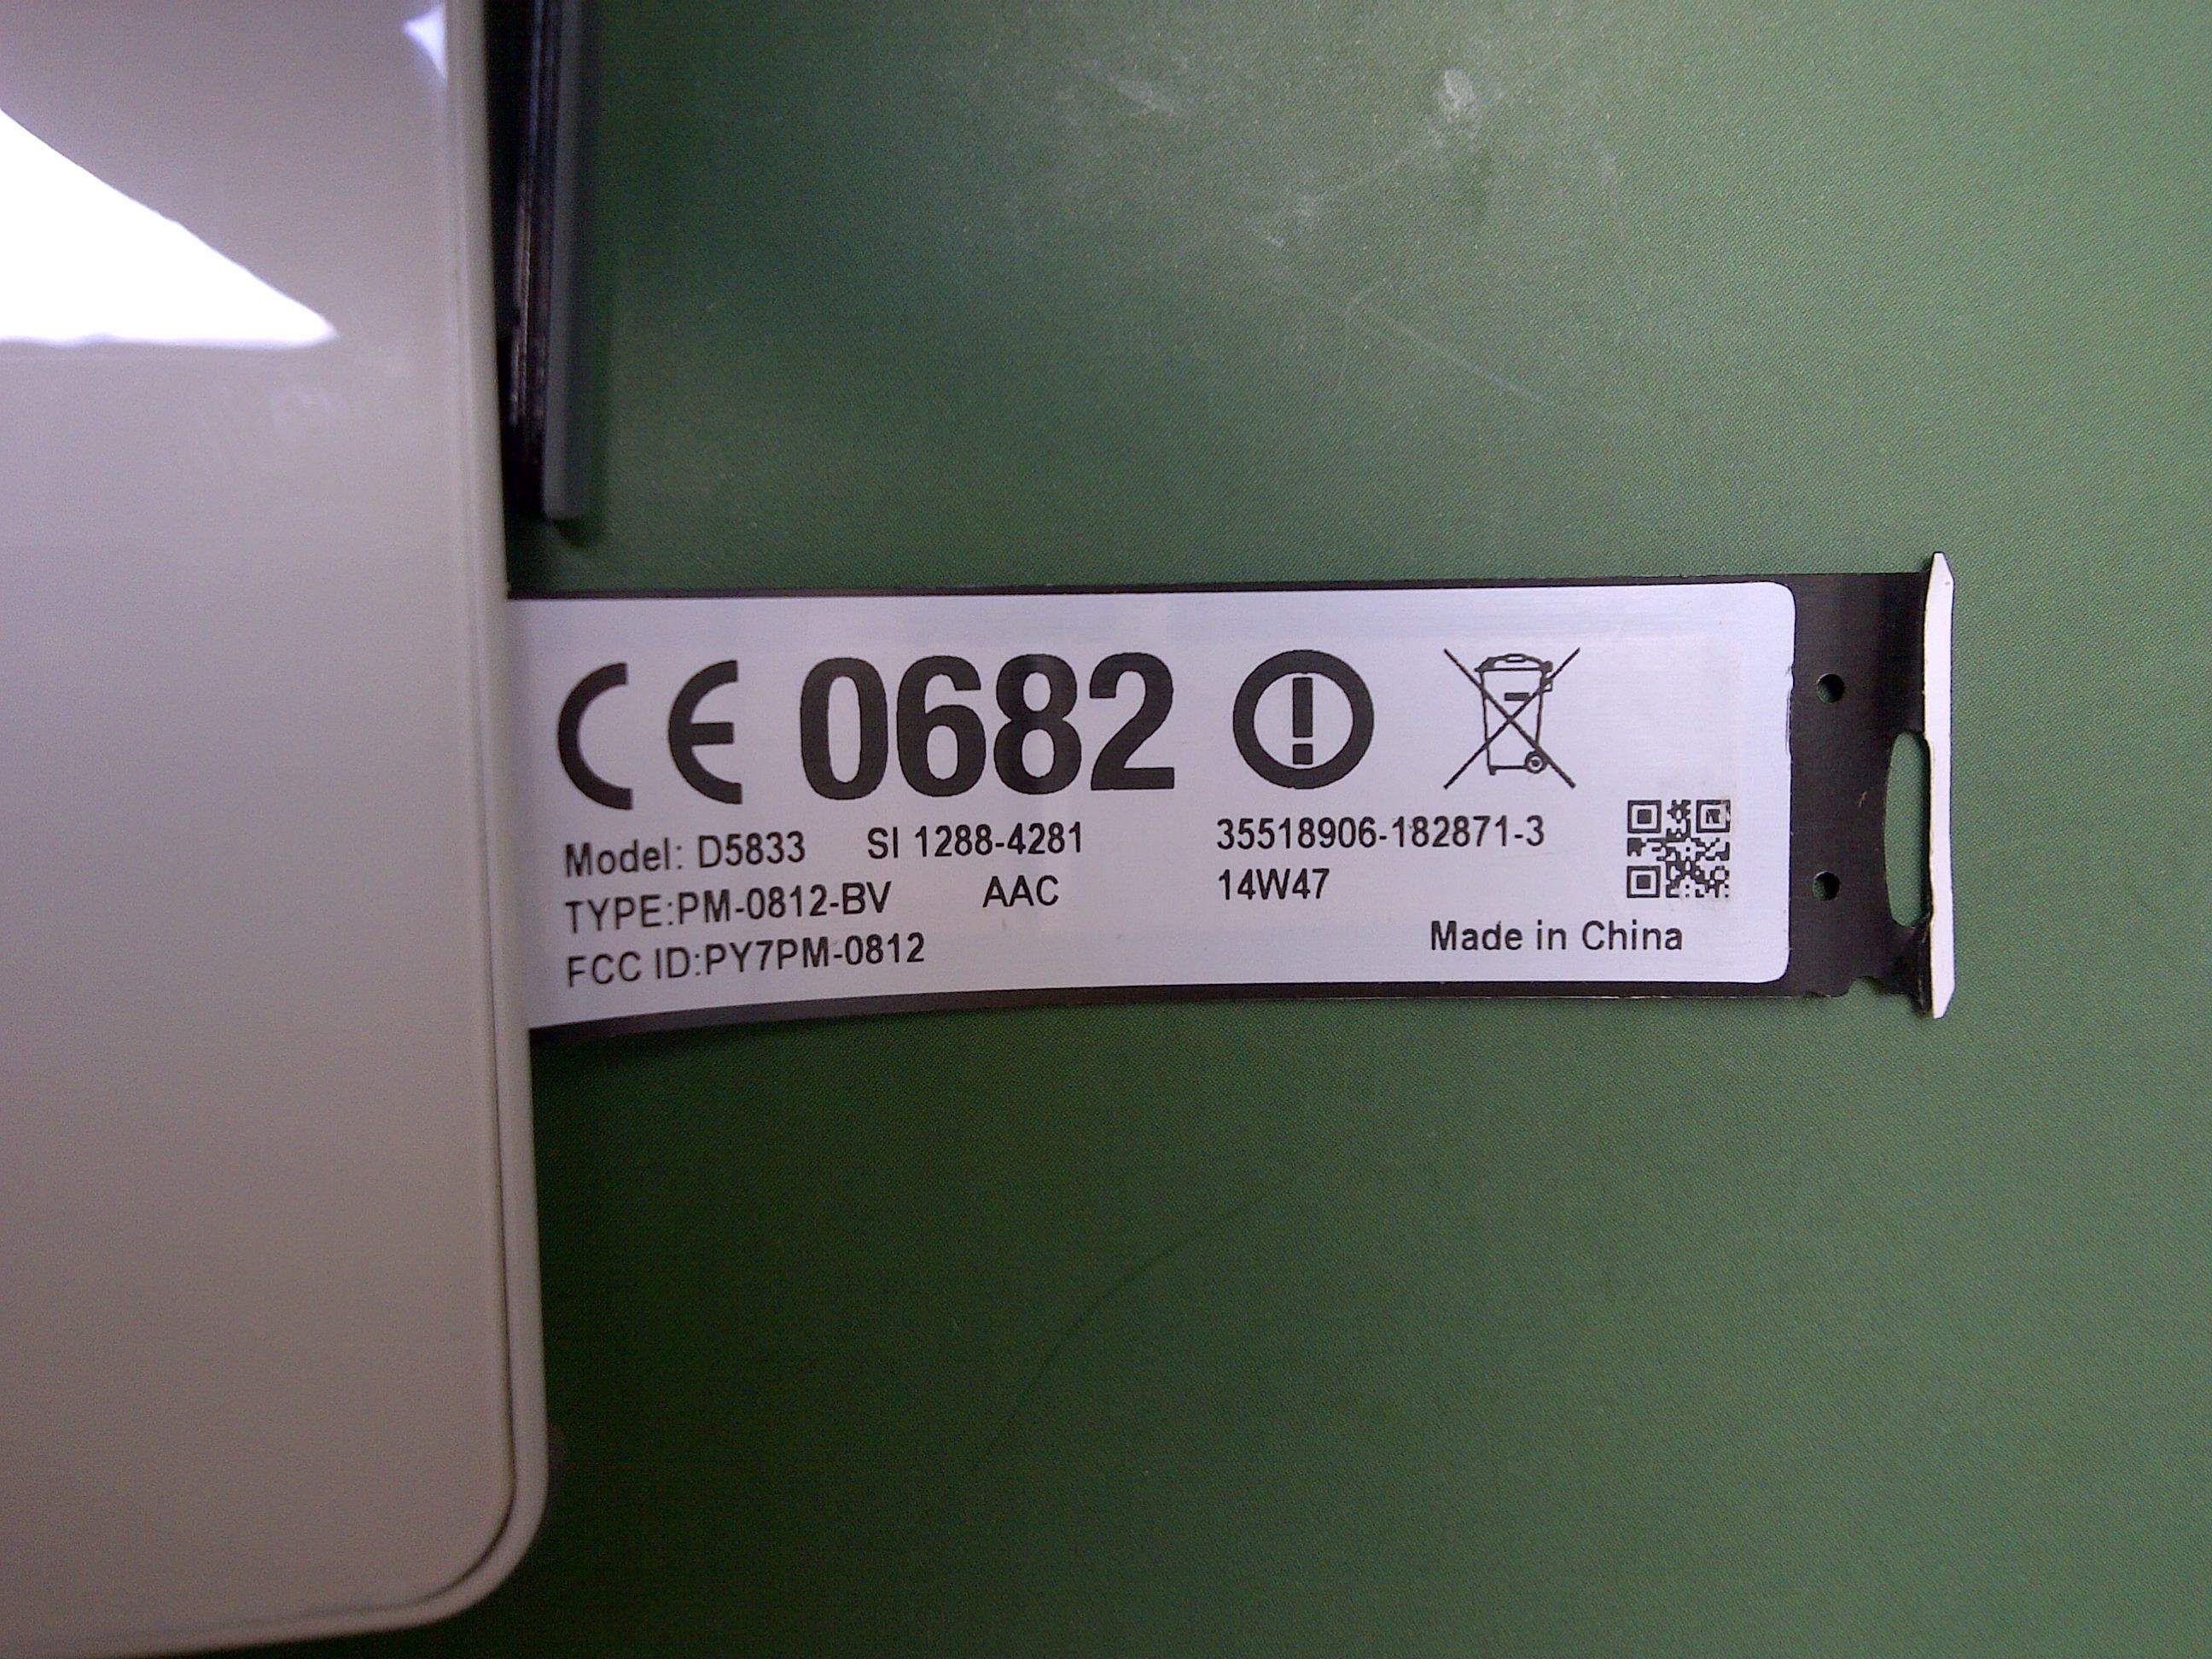 CE 0682
Model: D5833 SI 1288-4281 35518906-182871-3
TYPE:PM-0812-BV AAC 14W47
FCC ID:PY7PM-0812 Made in China